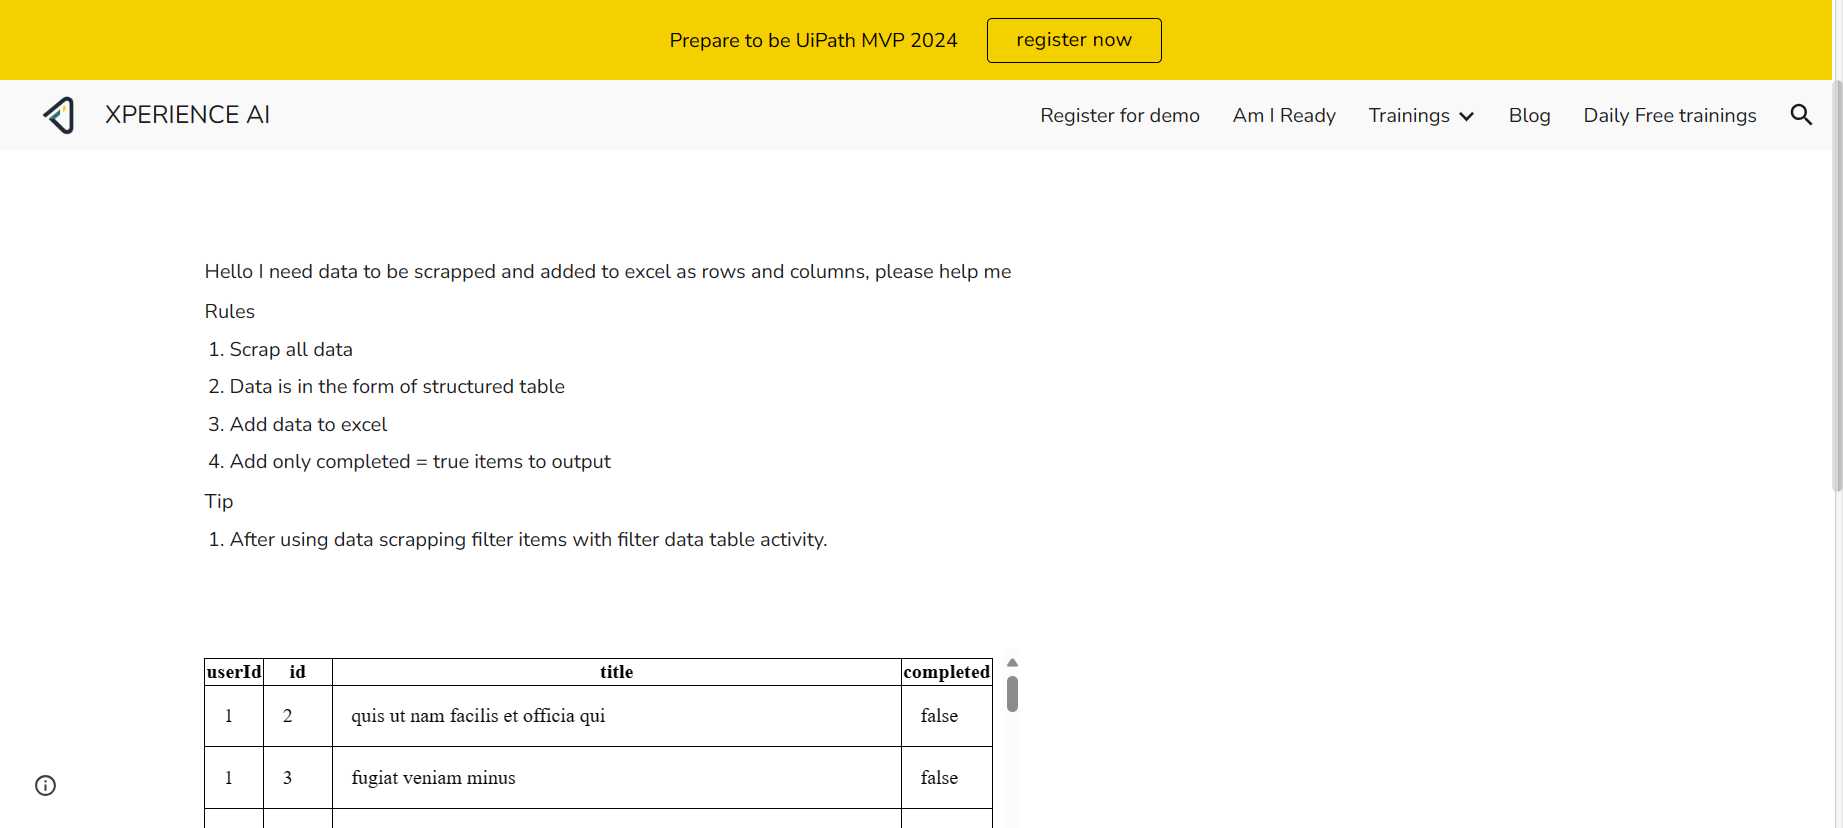 Prepare to be UiPath MVP 2024 register now
XPERIENCE AI Register for demo Am I Ready Trainings Blog Daily Free trainings
Hello I need data to be scrapped and added to excel as rows and columns, please help me
Rules
1. Scrap all data
2. Data is in the form of structured table
3. Add data to excel
4. Add only completed = true items to output
Tip
1. After using data scrapping filter items with filter data table activity.
userId id title completed
1 2 quis ut nam facilis et officia qui false
1 3 fugiat veniam minus false